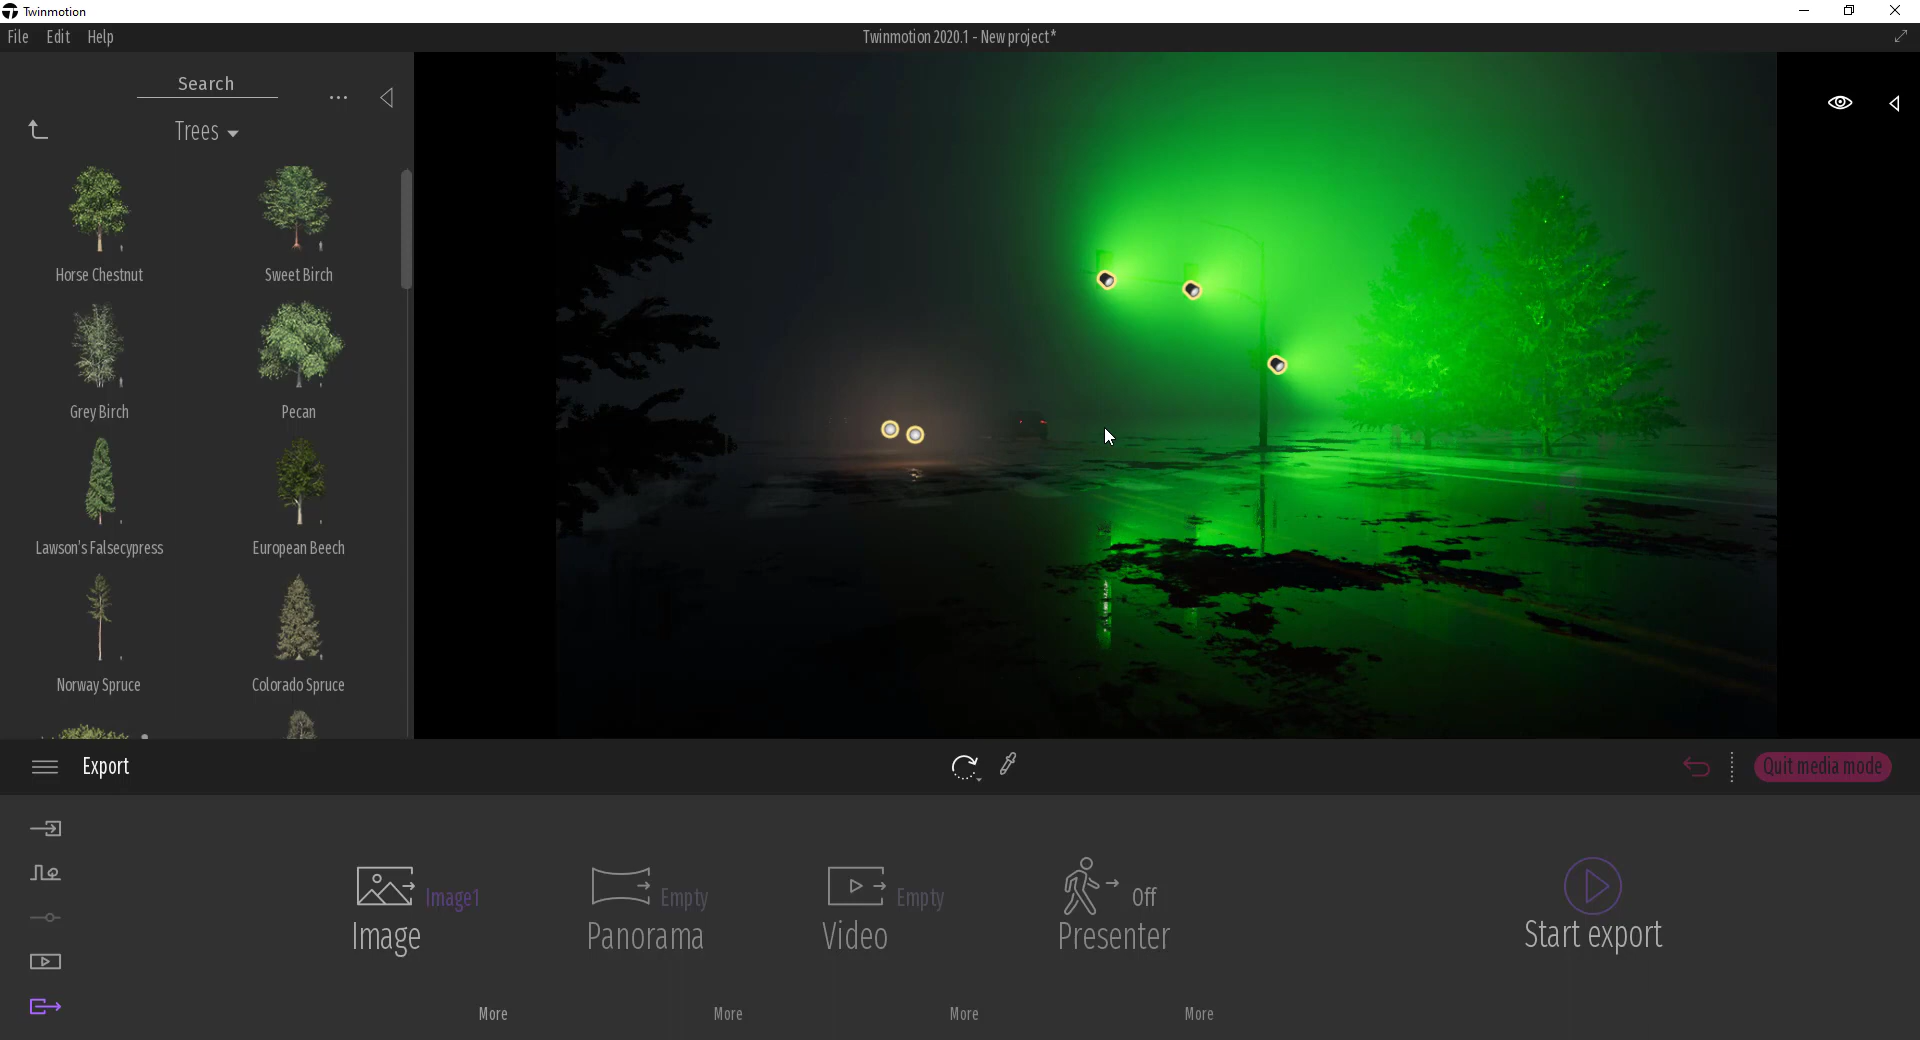 Twinmotion
File Edit Help
Twinmotion 2020.1 - New project*
Search
...
Trees
Horse Chestnut
Sweet Birch
Grey Birch
Pecan
Lawson's Falsecypress
European Beech
Norway Spruce
Colorado Spruce
Export
Quit media mode
Image1
Image
Empty
Panorama
Empty
Video
Off
Presenter
Start export
More
More
More
More